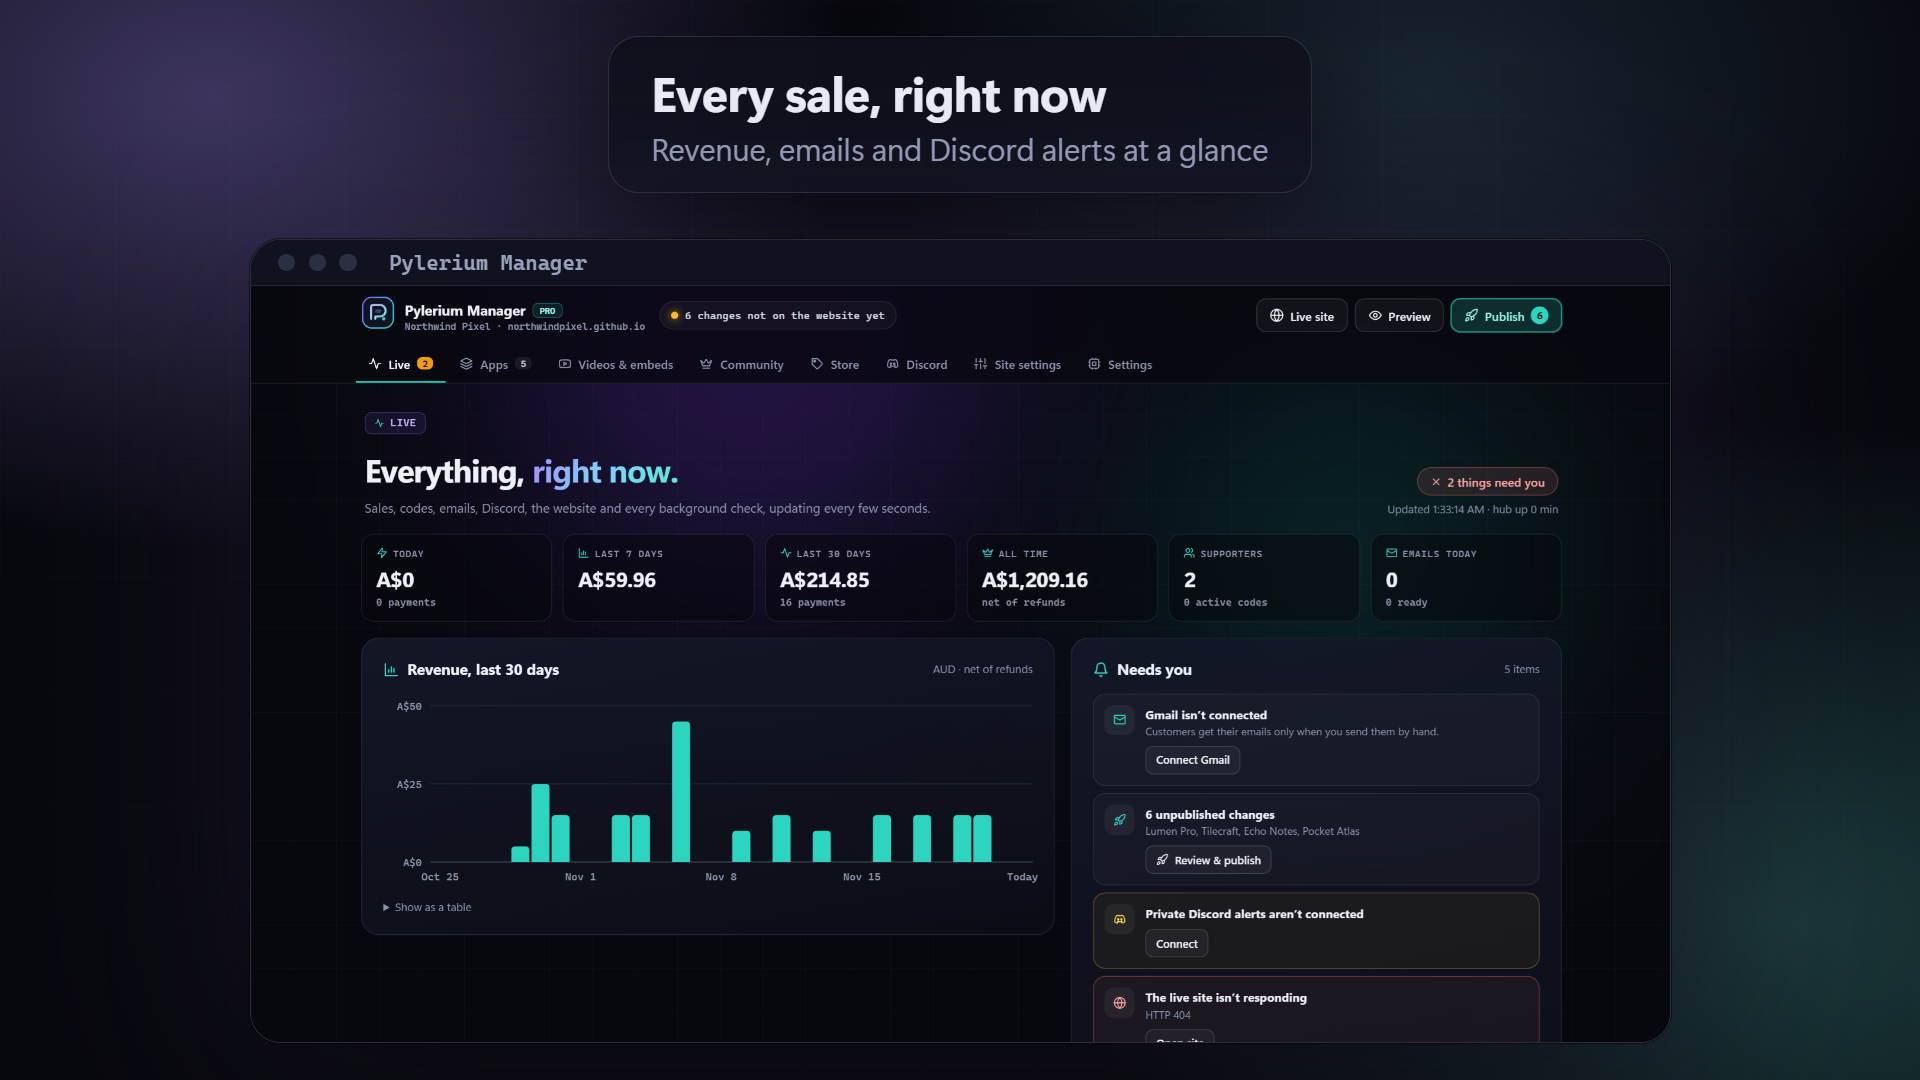 Every sale, right now
Revenue, emails and Discord alerts at a glance
Pylerium Manager
Pylerium Manager PRO
Northwind Pixel · northwindpixel.github.io
6 changes not on the website yet
Live site
Preview
Publish 6
Live 2
Apps 5
Videos & embeds
Community
Store
Discord
Site settings
Settings
LIVE
Everything, right now.
Sales, codes, emails, Discord, the website and every background check, updating every few seconds.
2 things need you
Updated 1:33:14 AM · hub up 0 min
TODAY
A$0
0 payments
LAST 7 DAYS
A$59.96
LAST 30 DAYS
A$214.85
16 payments
ALL TIME
A$1,209.16
net of refunds
SUPPORTERS
2
0 active codes
EMAILS TODAY
0
0 ready
Revenue, last 30 days
AUD · net of refunds
A$50
A$25
A$0
Oct 25
Nov 1
Nov 8
Nov 15
Today
Show as a table
Needs you
5 items
Gmail isn't connected
Customers get their emails only when you send them by hand.
Connect Gmail
6 unpublished changes
Lumen Pro, Tilecraft, Echo Notes, Pocket Atlas
Review & publish
Private Discord alerts aren't connected
Connect
The live site isn't responding
HTTP 404